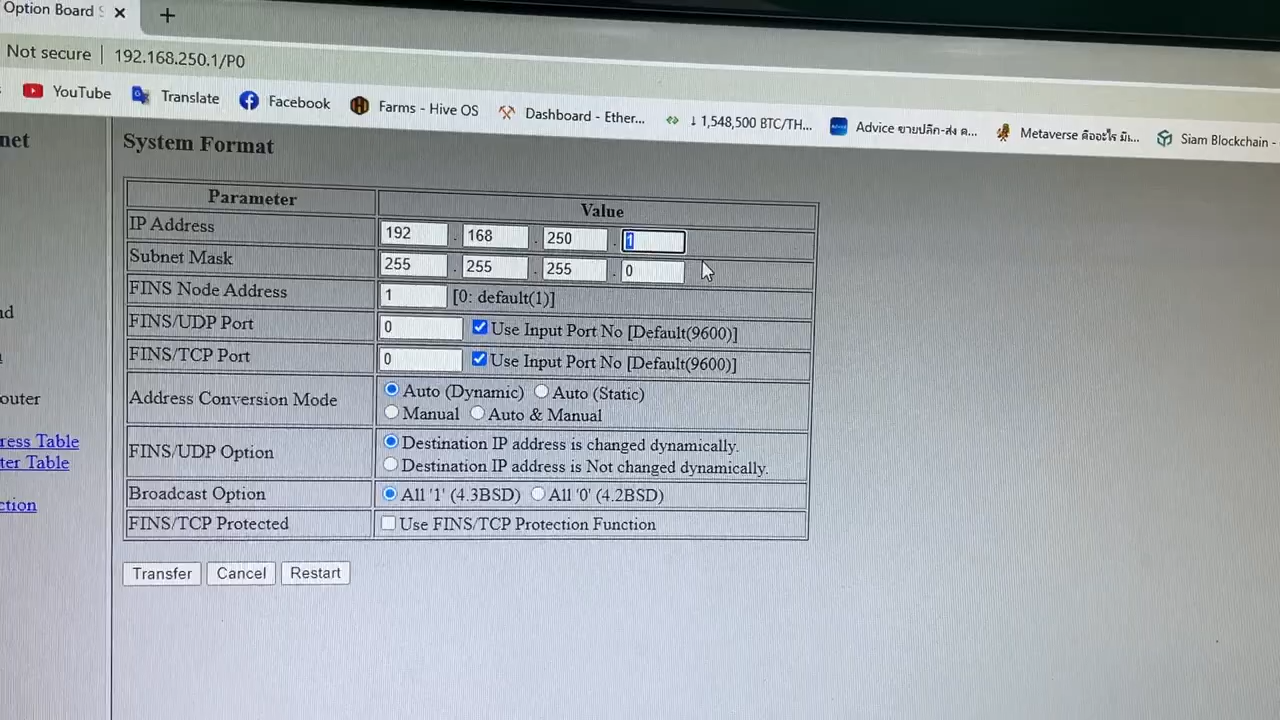 Option Board
Not secure | 192.168.250.1/P0
YouTube Translate Facebook Farms - Hive OS Dashboard - Ether... ↓ 1,548,500 BTC/TH... Advice ขายปลีก-ส่ง ค... Metaverse คืออะไร มีเ... Siam Blockchain -
net
System Format
Parameter Value
IP Address 192 . 168 . 250 . 1
Subnet Mask 255 . 255 . 255 . 0
FINS Node Address 1 [0: default(1)]
FINS/UDP Port 0 Use Input Port No [Default(9600)]
FINS/TCP Port 0 Use Input Port No [Default(9600)]
Address Conversion Mode Auto (Dynamic) Auto (Static)
Manual Auto & Manual
FINS/UDP Option Destination IP address is changed dynamically.
Destination IP address is Not changed dynamically.
Broadcast Option All '1' (4.3BSD) All '0' (4.2BSD)
FINS/TCP Protected Use FINS/TCP Protection Function
Transfer Cancel Restart
outer
ress Table
ter Table
ction